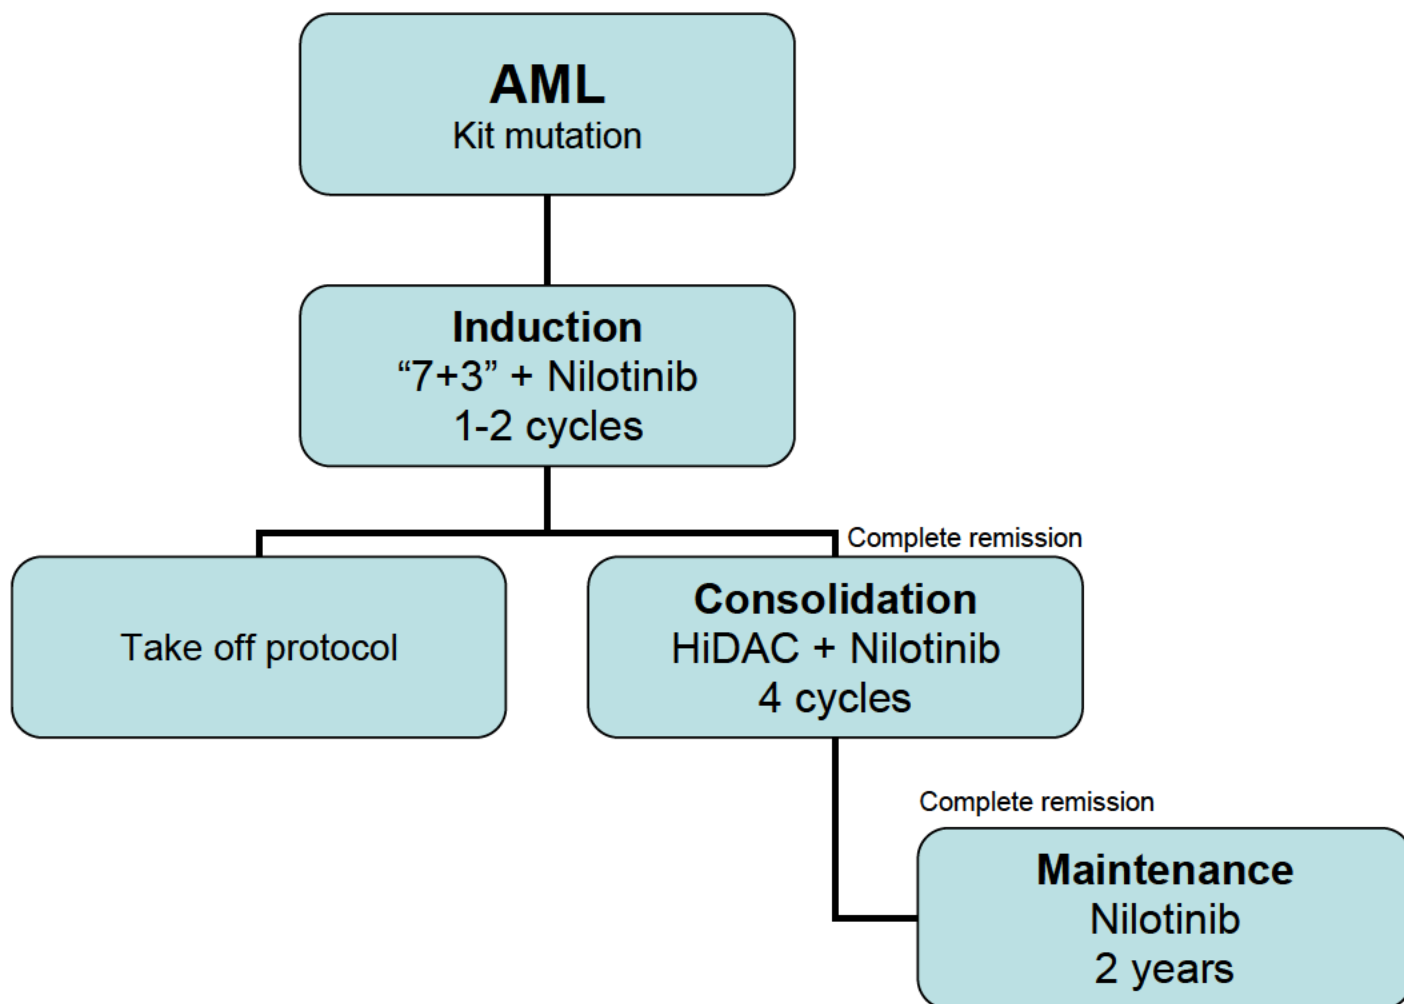 AML
Kit mutation
Induction
“7+3” + Nilotinib
1-2 cycles
Complete remission
Take off protocol
Consolidation
HiDAC + Nilotinib
4 cycles
Complete remission
Maintenance
Nilotinib
2 years